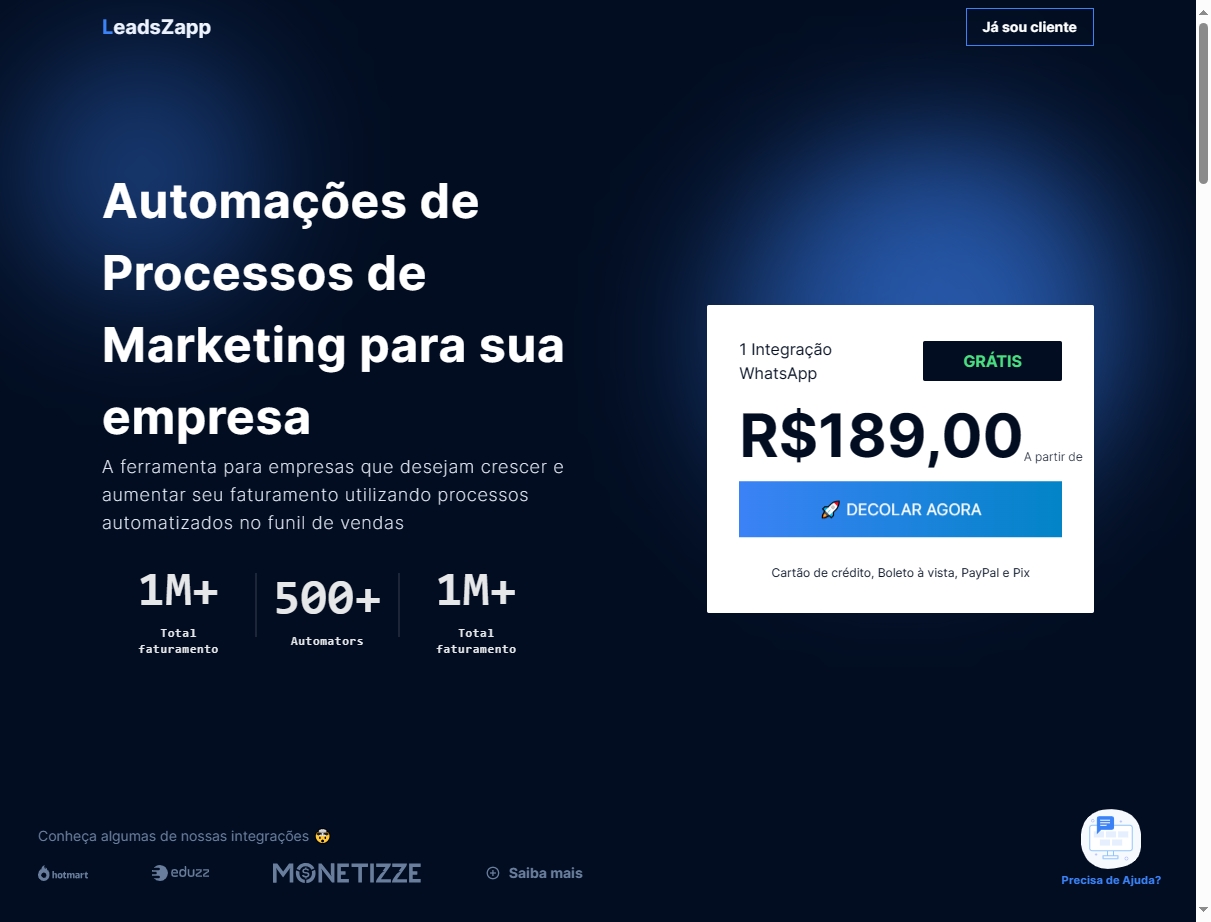 LeadsZapp
Já sou cliente
Automações de
Processos de
Marketing para sua
empresa
A ferramenta para empresas que desejam crescer e
aumentar seu faturamento utilizando processos
automatizados no funil de vendas
1M+
Total
faturamento
500+
Automators
1M+
Total
faturamento
1 Integração
WhatsApp
GRÁTIS
R$189,00
A partir de
🚀 DECOLAR AGORA
Cartão de crédito, Boleto à vista, PayPal e Pix
Conheça algumas de nossas integrações 🤯
hotmart
eduzz
MONETIZZE
Saiba mais
Precisa de Ajuda?